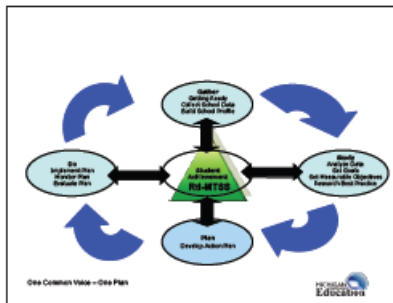 Gather
Getting Ready
Collect School Data
Build School Profile
Do
Implement Plan
Monitor Plan
Evaluate Plan
Student
Achievement
RtI-MTSS
Study
Analyze Data
Set Goals
Set Measurable Objectives
Research Best Practice
Plan
Develop Action Plan
One Common Voice – One Plan
MICHIGAN
Education